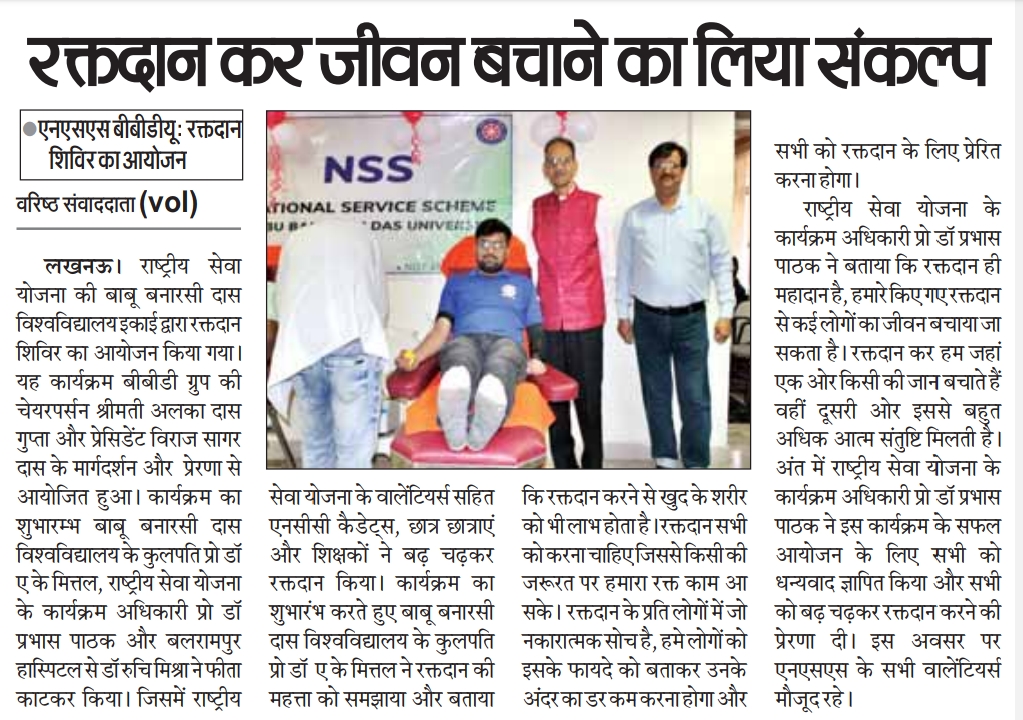 रक्तदान कर जीवन बचाने का लिया संकल्प
●एनएसएस बीबीडीयू: रक्तदान
शिविर का आयोजन
वरिष्ठ संवाददाता (vol)
लखनऊ। राष्ट्रीय सेवा
योजना की बाबू बनारसी दास
विश्वविद्यालय इकाई द्वारा रक्तदान
शिविर का आयोजन किया गया।
यह कार्यक्रम बीबीडी ग्रुप की
चेयरपर्सन श्रीमती अलका दास
गुप्ता और प्रेसिडेंट विराज सागर
दास के मार्गदर्शन और प्रेरणा से
आयोजित हुआ। कार्यक्रम का
शुभारम्भ बाबू बनारसी दास
विश्वविद्यालय के कुलपति प्रो डॉ
ए के मित्तल, राष्ट्रीय सेवा योजना
के कार्यक्रम अधिकारी प्रो डॉ
प्रभास पाठक और बलरामपुर
हास्पिटल से डॉ रुचि मिश्रा ने फीता
काटकर किया। जिसमें राष्ट्रीय
NSS
TIONAL SERVICE SCHEME
BU BA DAS UNIVERS
सेवा योजना के वालेंटियर्स सहित
एनसीसी कैडेट्स, छात्र छात्राएं
और शिक्षकों ने बढ़ चढ़कर
रक्तदान किया। कार्यक्रम का
शुभारंभ करते हुए बाबू बनारसी
दास विश्वविद्यालय के कुलपति
प्रो डॉ ए के मित्तल ने रक्तदान की
महत्ता को समझाया और बताया
कि रक्तदान करने से खुद के शरीर
को भी लाभ होता है। रक्तदान सभी
को करना चाहिए जिससे किसी की
जरूरत पर हमारा रक्त काम आ
सके। रक्तदान के प्रति लोगों में जो
नकारात्मक सोच है, हमे लोगों को
इसके फायदे को बताकर उनके
अंदर का डर कम करना होगा और
सभी को रक्तदान के लिए प्रेरित
करना होगा।
राष्ट्रीय सेवा योजना के
कार्यक्रम अधिकारी प्रो डॉ प्रभास
पाठक ने बताया कि रक्तदान ही
महादान है, हमारे किए गए रक्तदान
से कई लोगों का जीवन बचाया जा
सकता है। रक्तदान कर हम जहां
एक ओर किसी की जान बचाते हैं
वहीं दूसरी ओर इससे बहुत
अधिक आत्म संतुष्टि मिलती है।
अंत में राष्ट्रीय सेवा योजना के
कार्यक्रम अधिकारी प्रो डॉ प्रभास
पाठक ने इस कार्यक्रम के सफल
आयोजन के लिए सभी को
धन्यवाद ज्ञापित किया और सभी
को बढ़ चढ़कर रक्तदान करने की
प्रेरणा दी। इस अवसर पर
एनएसएस के सभी वालेंटियर्स
मौजूद रहे।